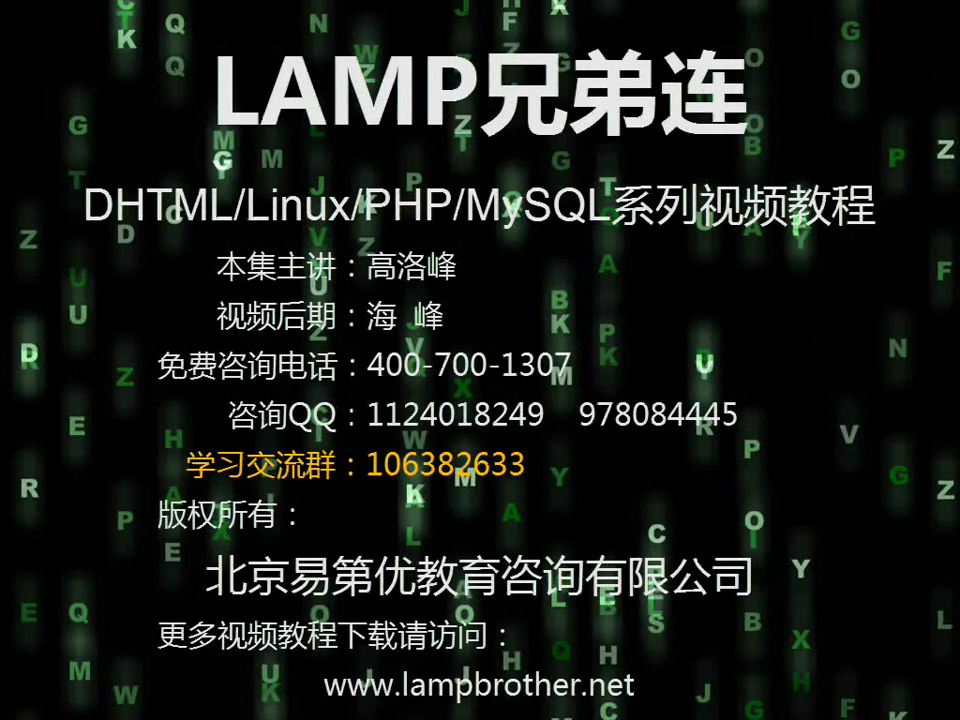 LAMP兄弟连
DHTML/Linux/PHP/MySQL系列视频教程
本集主讲：高洛峰
视频后期：海 峰
免费咨询电话：400-700-1307
咨询QQ：1124018249 978084445
学习交流群：106382633
版权所有：
北京易第优教育咨询有限公司
更多视频教程下载请访问：
www.lampbrother.net